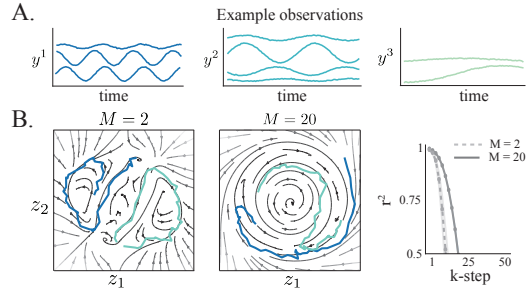 A.
Example observations
y¹
time
y²
time
y³
time
B.
M = 2
z₂
z₁
M = 20
z₁
M = 2
M = 20
r²
1
0.75
0.5
1
25
50
k-step